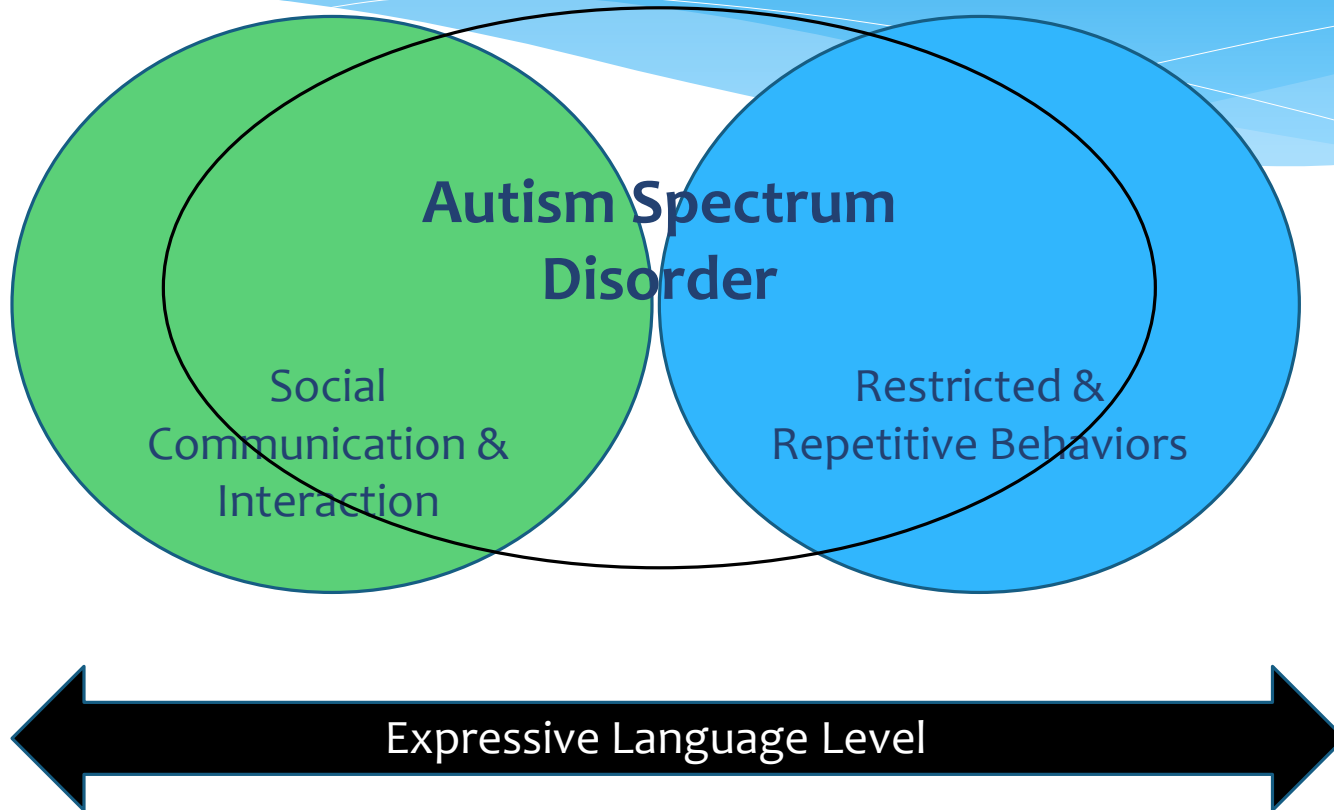 Autism Spectrum
Disorder
Social
Communication &
Interaction
Restricted &
Repetitive Behaviors
Expressive Language Level